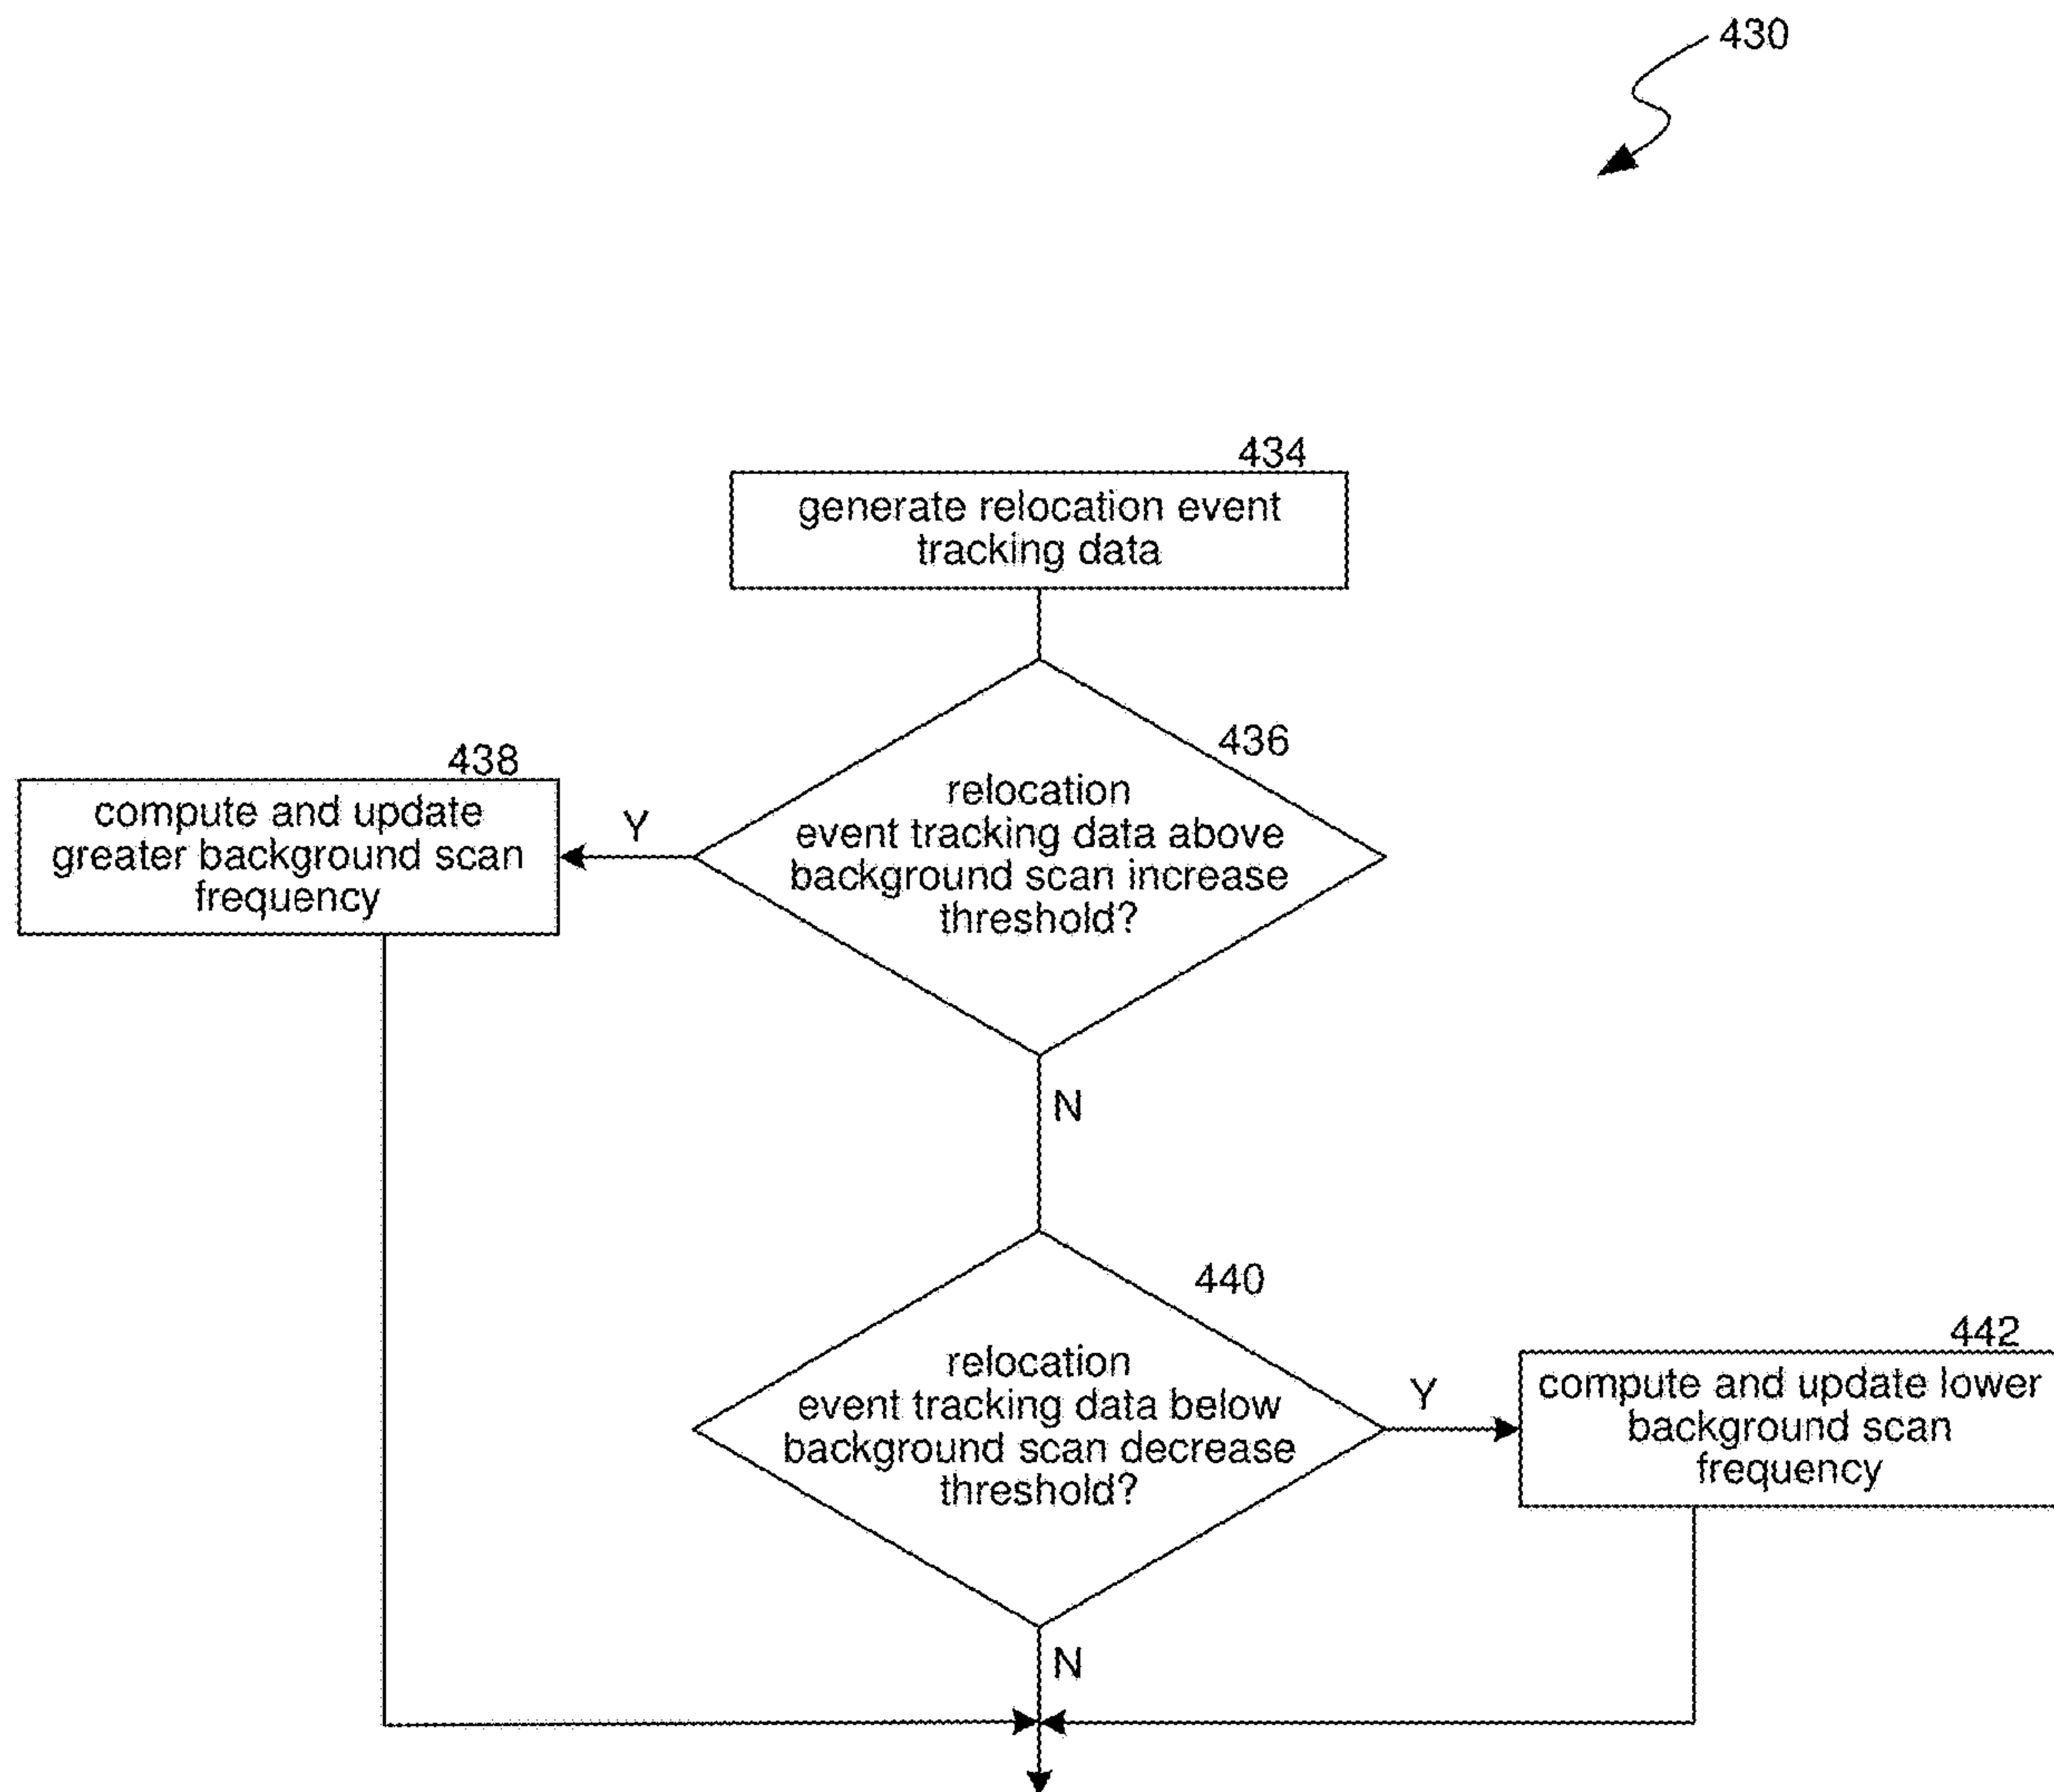 430
434
generate relocation event
tracking data
436
relocation
event tracking data above
background scan increase
threshold?
Y
438
compute and update
greater background scan
frequency
N
440
relocation
event tracking data below
background scan decrease
threshold?
Y
442
compute and update lower
background scan
frequency
N